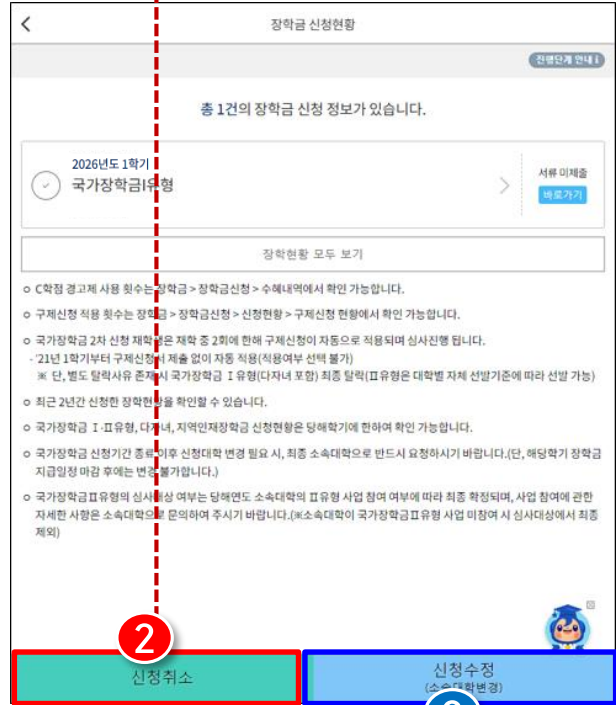 장학금 신청현황
진행단계 안내 i
총 1건의 장학금 신청 정보가 있습니다.
2026년도 1학기
국가장학금I유형
서류 미제출
바로가기
장학현황 모두 보기
○ C학점 경고제 사용 횟수는 장학금 > 장학금신청 > 수혜내역에서 확인 가능합니다.
○ 구제신청 적용 횟수는 장학금 > 장학금신청 > 신청현황 > 구제신청 현황에서 확인 가능합니다.
○ 국가장학금 2차 신청 재학생은 재학 중 2회에 한해 구제신청이 자동으로 적용되며 심사진행 됩니다.
- '21년 1학기부터 구제신청서 제출 없이 자동 적용(적용여부 선택 불가)
※ 단, 별도 탈락사유 존재 시 국가장학금 Ⅰ유형(다자녀 포함) 최종 탈락(Ⅱ유형은 대학별 자체 선발기준에 따라 선발 가능)
○ 최근 2년간 신청한 장학현황을 확인할 수 있습니다.
○ 국가장학금 Ⅰ·Ⅱ유형, 다자녀, 지역인재장학금 신청현황은 당해학기에 한하여 확인 가능합니다.
○ 국가장학금 신청기간 종료 이후 신청대학 변경 필요 시, 최종 소속대학으로 반드시 요청하시기 바랍니다.(단, 해당학기 장학금
지급일정 마감 후에는 변경 불가합니다.)
○ 국가장학금Ⅱ유형의 심사대상 여부는 당해연도 소속대학의 Ⅱ유형 사업 참여 여부에 따라 최종 확정되며, 사업 참여에 관한
자세한 사항은 소속대학으로 문의하여 주시기 바랍니다.(※소속대학이 국가장학금Ⅱ유형 사업 미참여 시 심사대상에서 최종
제외)
2
신청취소
신청수정
(소속대학변경)